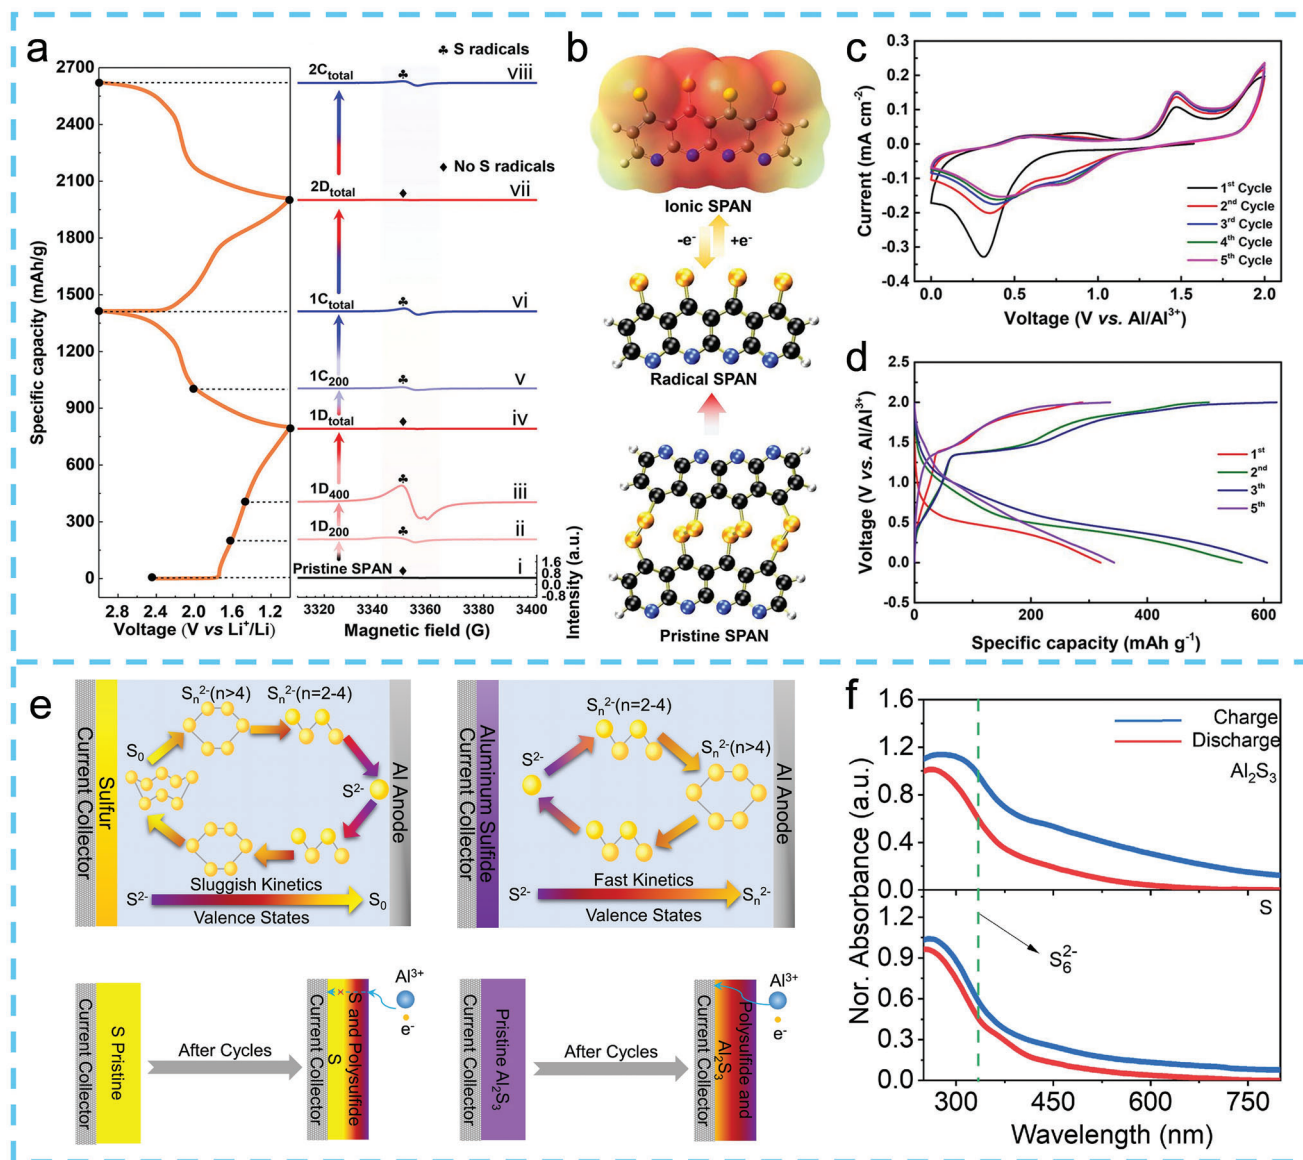 a
2700
2400
2100
1800
1500
1200
900
600
300
0
Specific capacity (mAh/g)
2.8 2.4 2.0 1.6 1.2
Voltage (V vs Li⁺/Li)
♣ S radicals
2C_total ♣ viii
♦ No S radicals
2D_total ♦ vii
1C_total ♣ vi
1C₂₀₀ ♣ v
1D_total ♦ iv
1D₄₀₀ ♣ iii
1D₂₀₀ ♣ ii
Pristine SPAN ♦ i
1.6
0.8
0.0
-0.8
Intensity (a.u.)
3320 3340 3360 3380 3400
Magnetic field (G)
b
Ionic SPAN
-e⁻ +e⁻
Radical SPAN
Pristine SPAN
c
0.3
0.2
0.1
0.0
-0.1
-0.2
-0.3
-0.4
Current (mA cm⁻²)
1ˢᵗ Cycle
2ⁿᵈ Cycle
3ʳᵈ Cycle
4ᵗʰ Cycle
5ᵗʰ Cycle
0.0 0.5 1.0 1.5 2.0
Voltage (V vs. Al/Al³⁺)
d
2.5
2.0
1.5
1.0
0.5
0.0
-0.5
Voltage (V vs. Al/Al³⁺)
1ˢᵗ
2ⁿᵈ
3ᵗʰ
5ᵗʰ
0 100 200 300 400 500 600
Specific capacity (mAh g⁻¹)
e
Current Collector
Sulfur
Sₙ²⁻(n>4) Sₙ²⁻(n=2-4)
S₀
S²⁻
Al Anode
Sluggish Kinetics
S²⁻ S₀
Valence States
Current Collector
Aluminum Sulfide
Sₙ²⁻(n=2-4)
Sₙ²⁻(n>4)
S²⁻
Al Anode
Fast Kinetics
S²⁻ Sₙ²⁻
Valence States
Current Collector
S Pristine
After Cycles
Current Collector
S
S and Polysulfide
Al³⁺
e⁻
Current Collector
Pristine Al₂S₃
After Cycles
Current Collector
Polysulfide and
Al₂S₃
Al³⁺
e⁻
f
1.6
1.2
0.8
0.4
0.0
Charge
Discharge
Al₂S₃
1.2
0.9
0.6
0.3
0.0
S
S₆²⁻
Nor. Absorbance (a.u.)
300 450 600 750
Wavelength (nm)